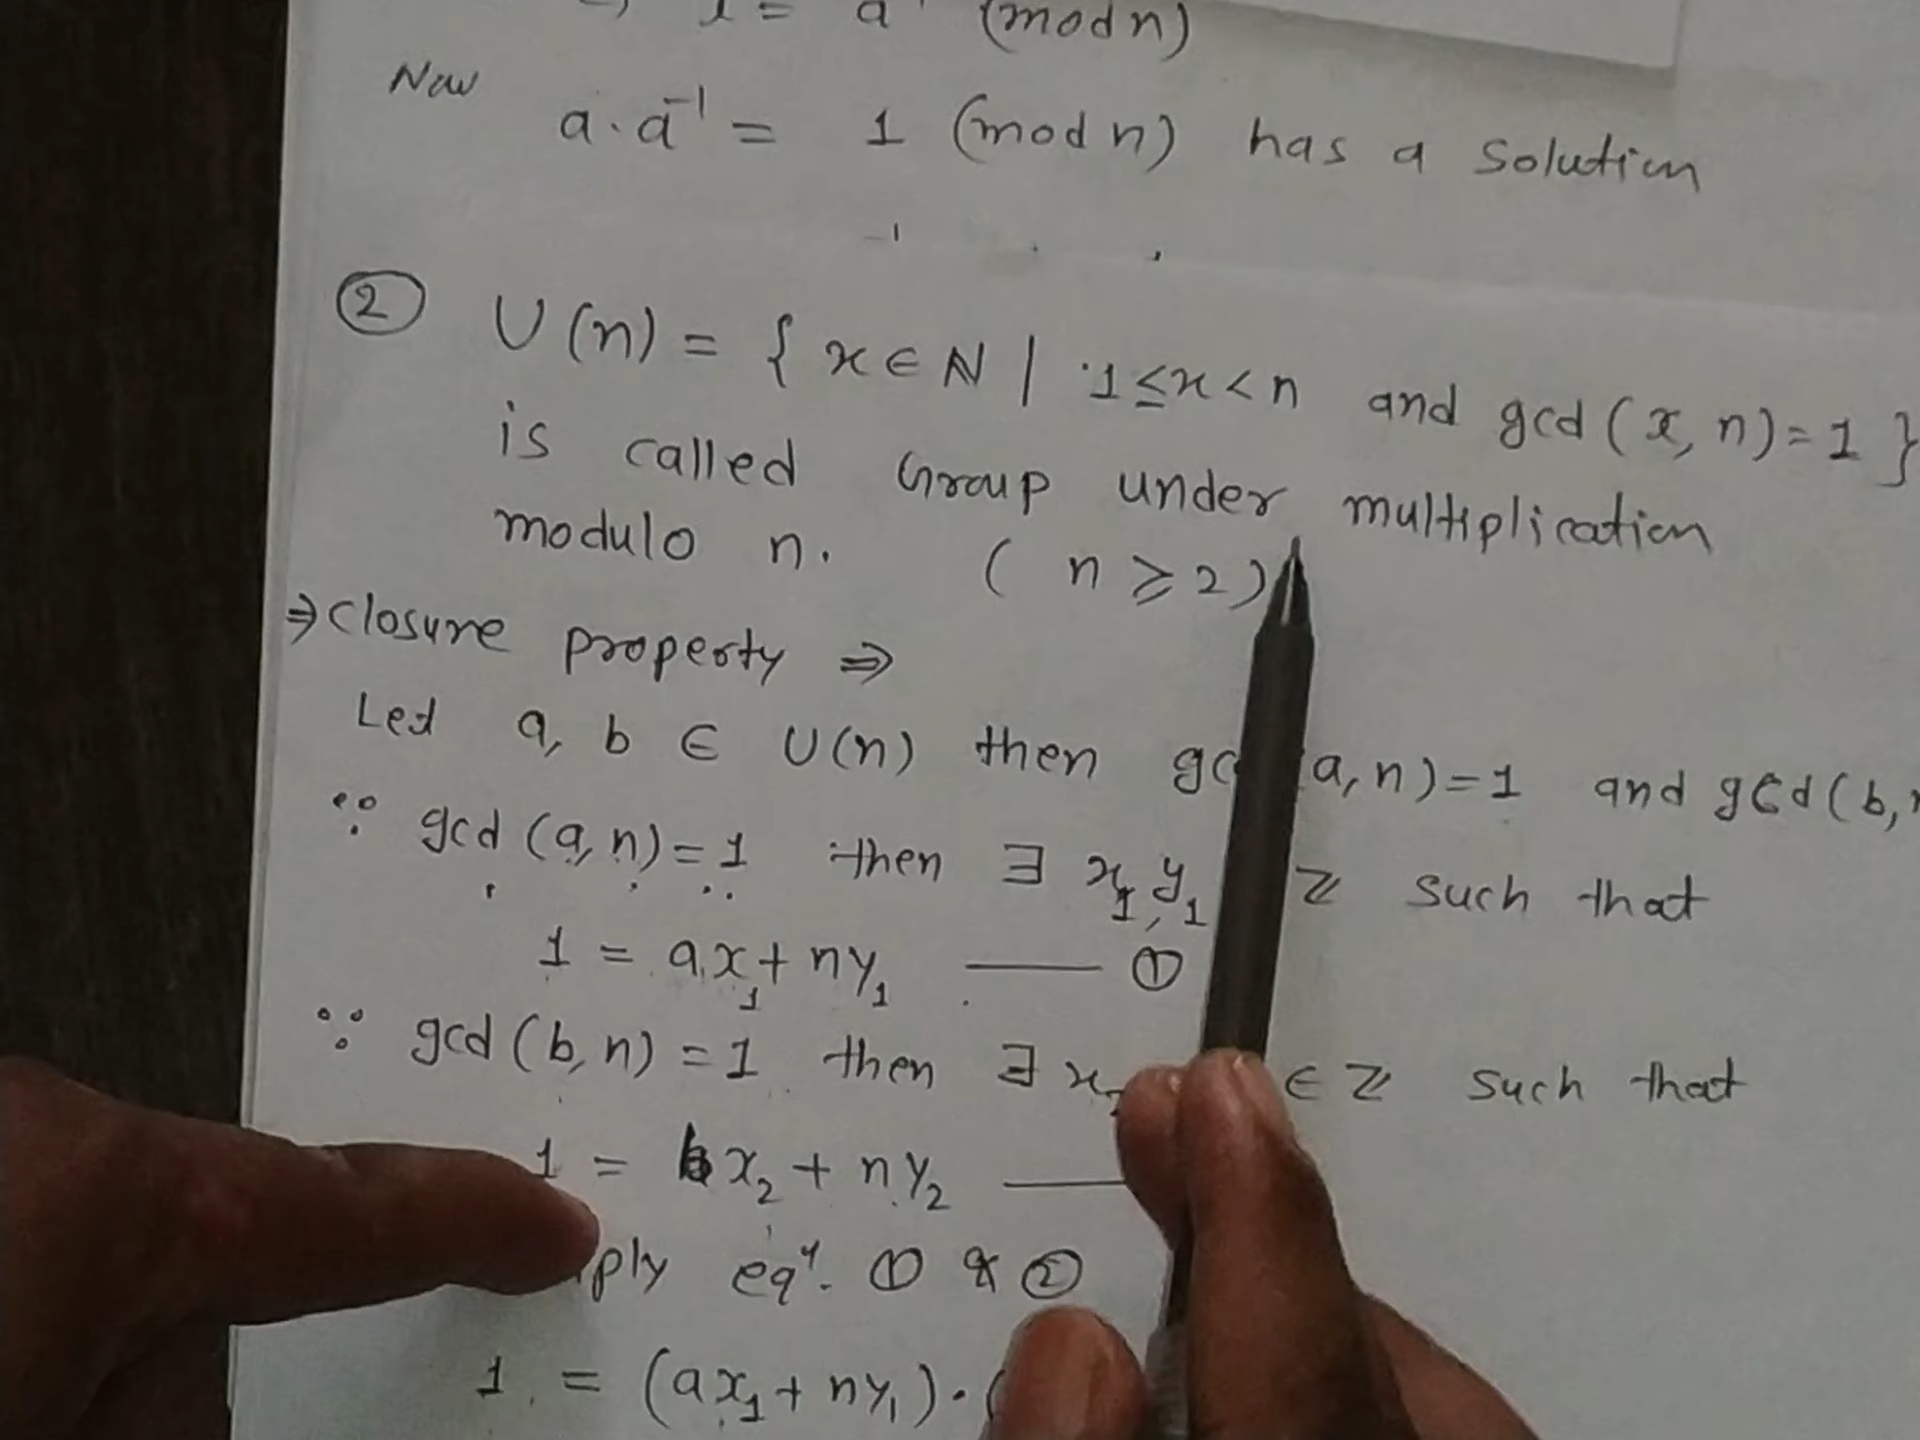 = a (mod n)
Now
a·a⁻¹ = 1 (mod n) has a solution
② U(n) = { x ∈ ℕ | 1 ≤ x < n and gcd(x, n) = 1 }
is called Group under multiplication
modulo n. ( n ⩾ 2 )
⇒ Closure property ⇒
Let a, b ∈ U(n) then (a, n) = 1 and gcd(b,
∵ gcd(a, n) = 1 then ∃ x₁, y₁ ℤ such that
1 = ax₁ + ny₁ —— ①
∵ gcd(b, n) = 1 then ∃ x₂ ∈ ℤ such that
1 = bx₂ + ny₂ ——
eqⁿ. ① & ②
1 = (ax₁ + ny₁)·(